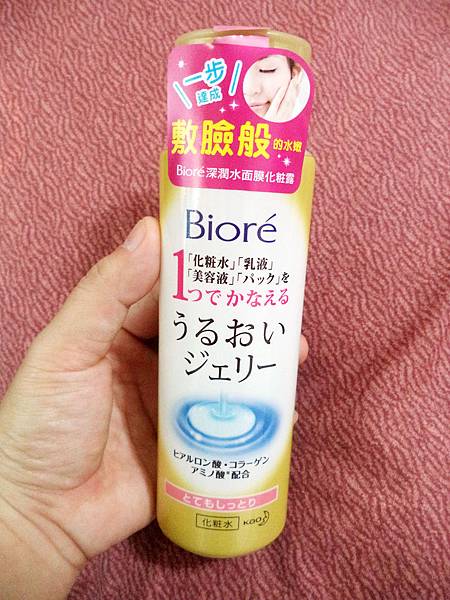 一步
達成
敷臉般的水嫩
Bioré深潤水面膜化粧露
Bioré
「化粧水」「乳液」
「美容液」「パック」を
1つでかなえる
うるおい
ジェリー
ヒアルロン酸・コラーゲン
アミノ酸*配合
とてもしっとり
化粧水 Kao